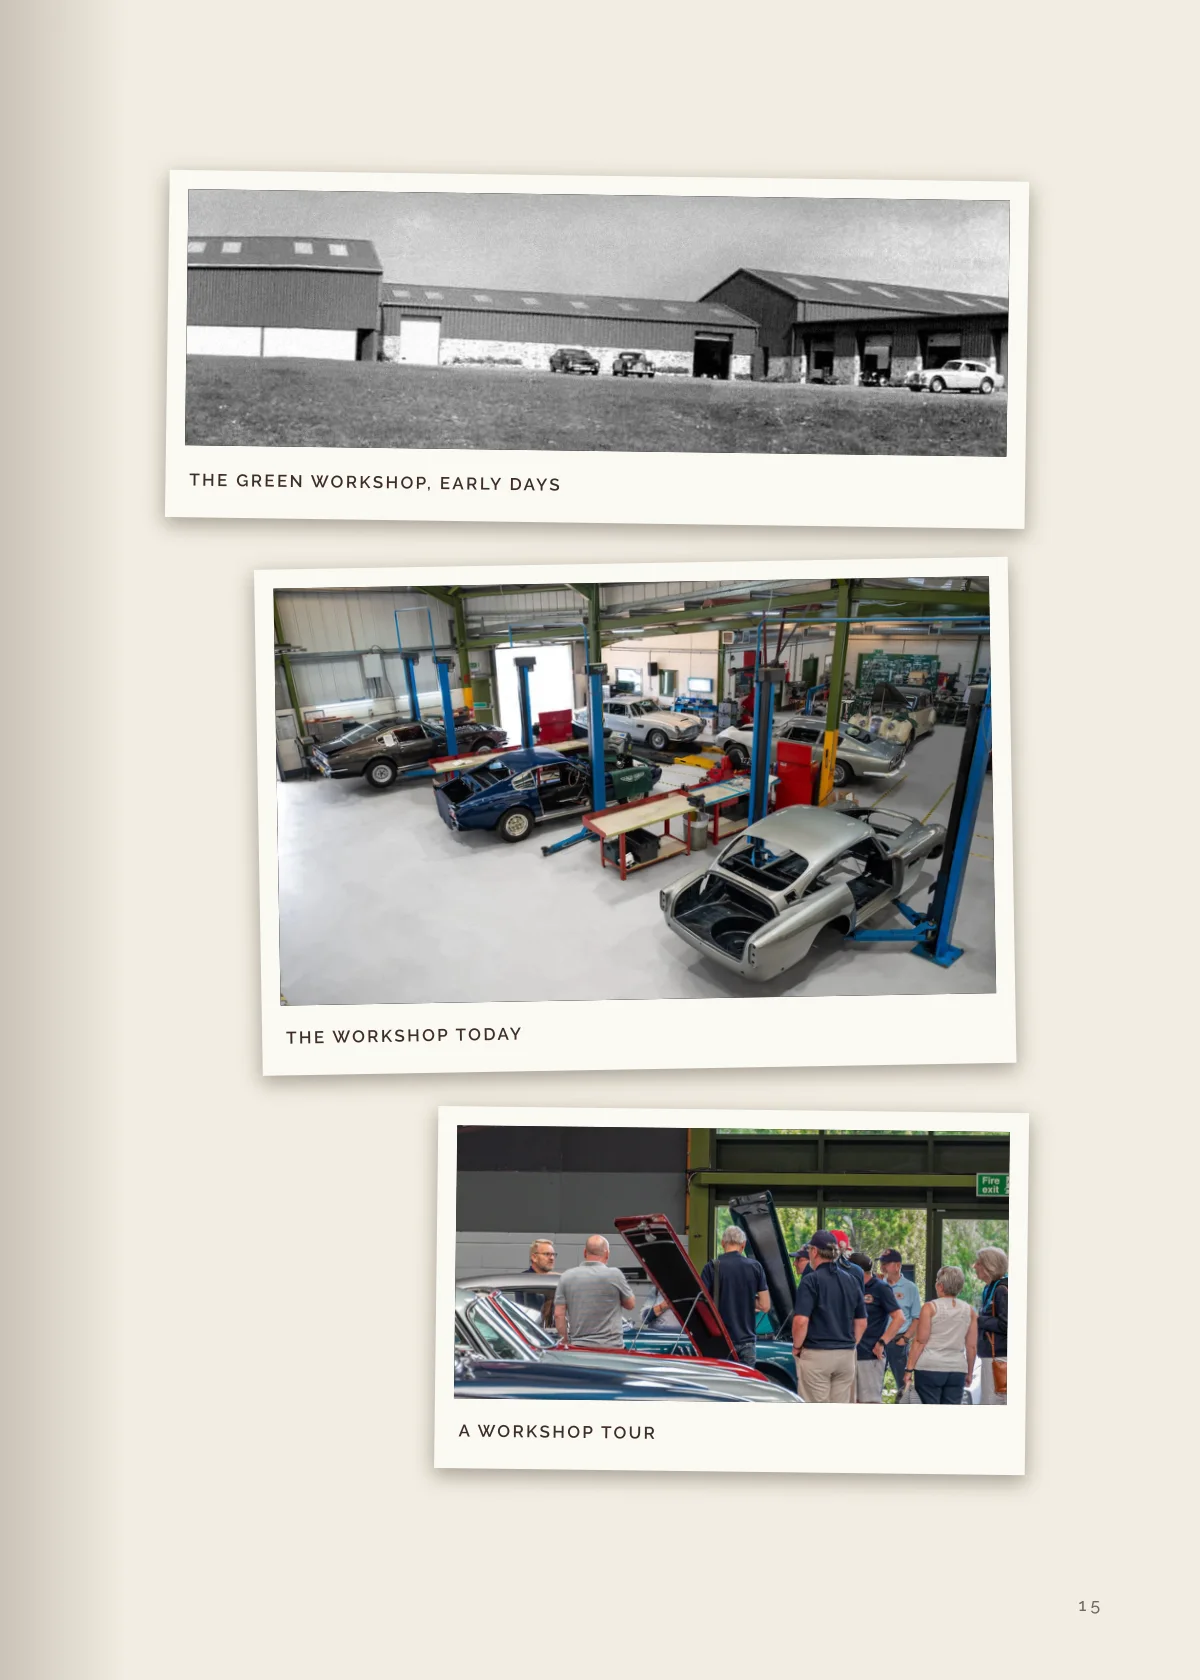 THE GREEN WORKSHOP, EARLY DAYS
THE WORKSHOP TODAY
Fire
exit
A WORKSHOP TOUR
15